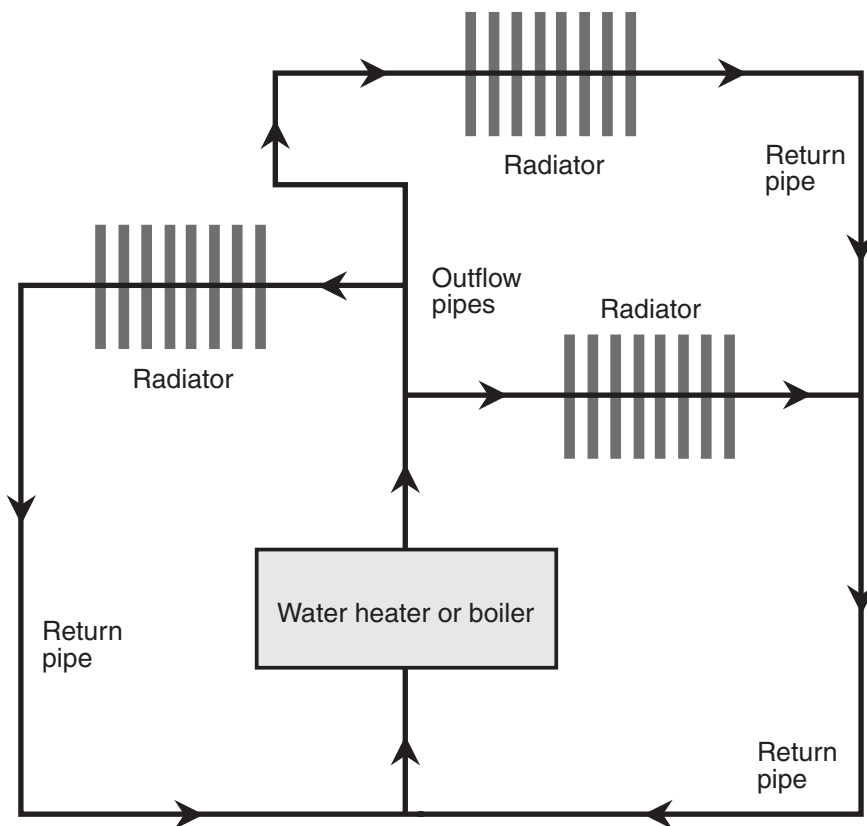 Radiator
Return
pipe
Outflow
pipes
Radiator
Radiator
Water heater or boiler
Return
pipe
Return
pipe